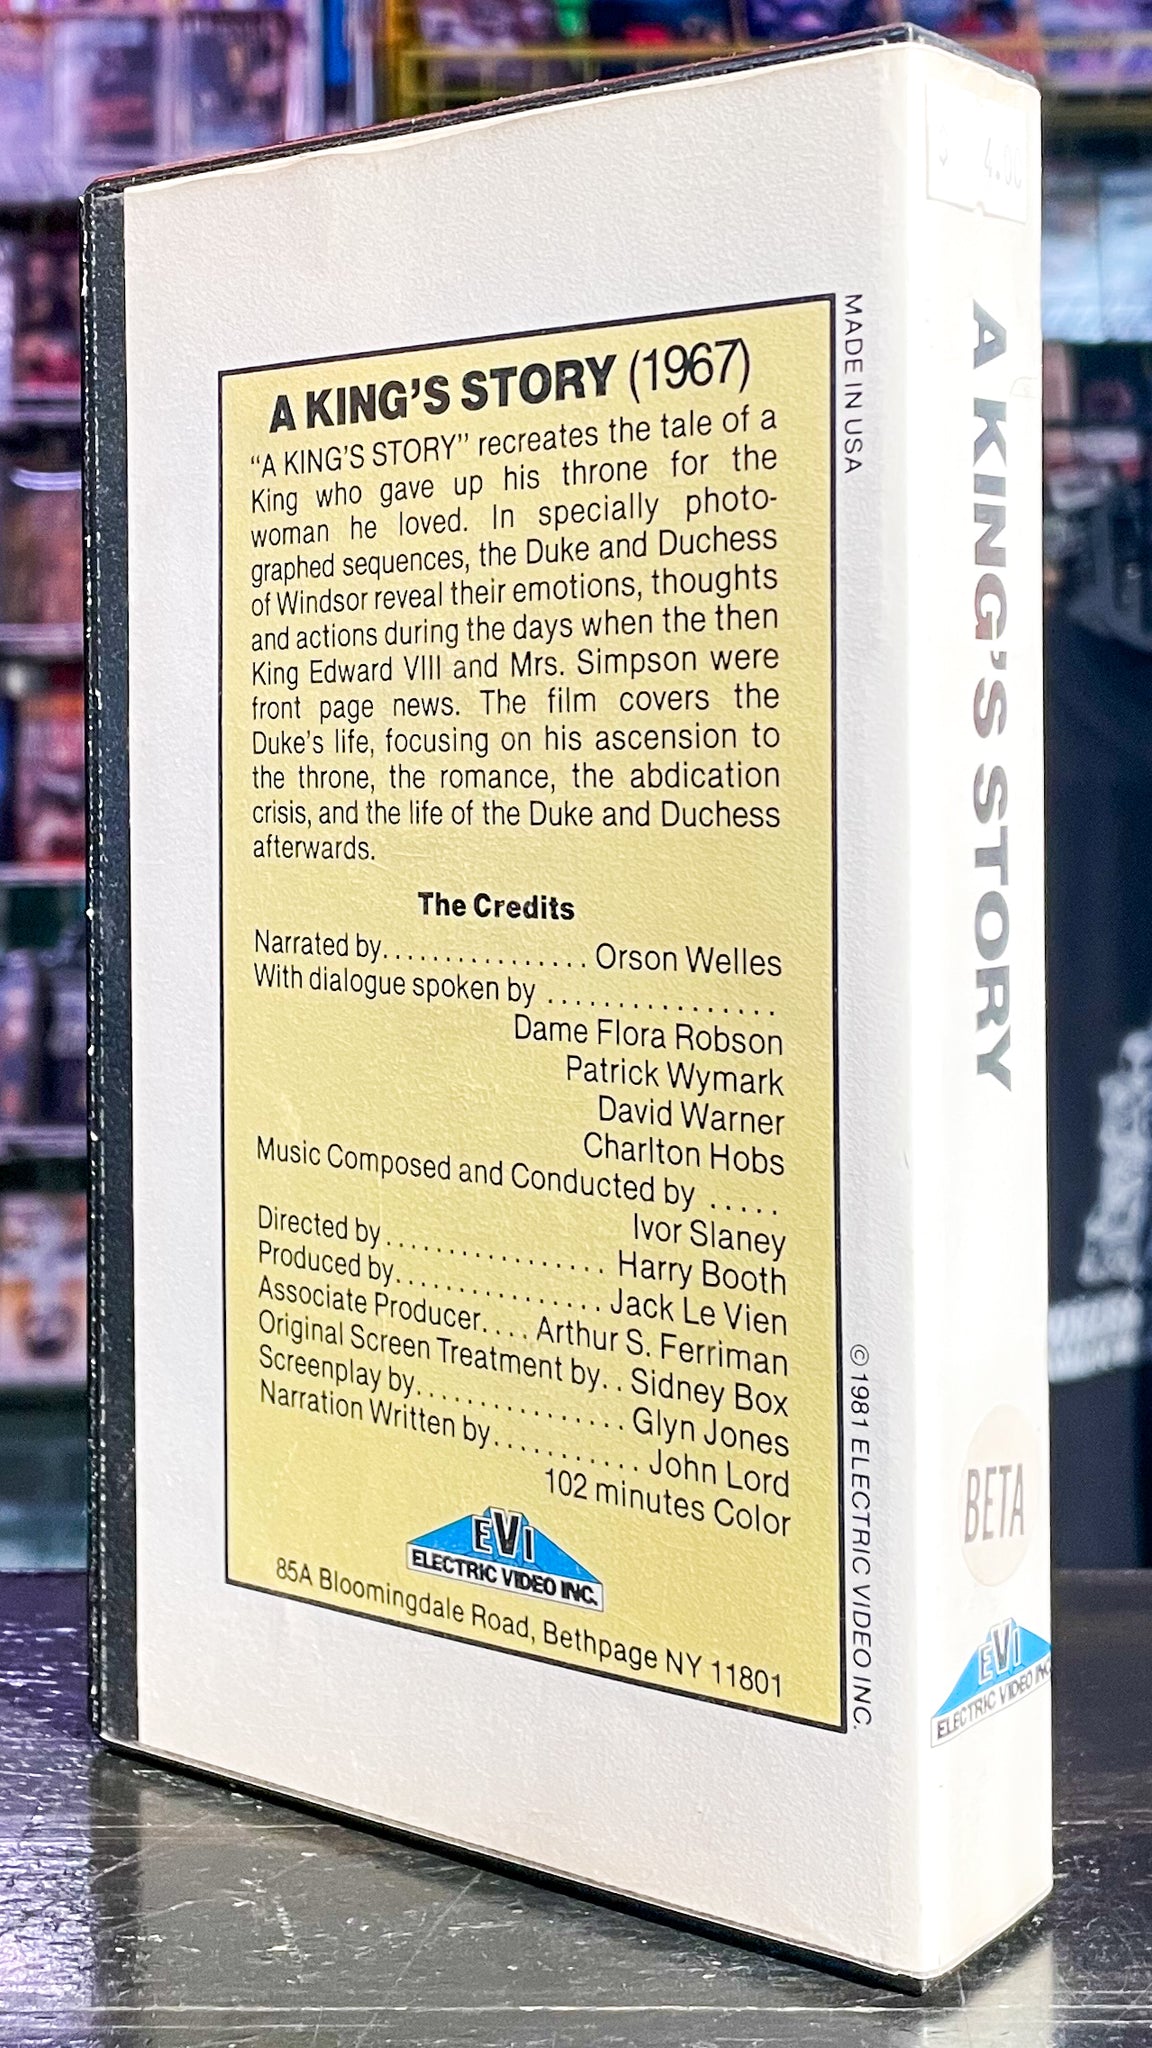 A KING'S STORY (1967)
"A KING'S STORY" recreates the tale of a
King who gave up his throne for the
woman he loved. In specially photo-
graphed sequences, the Duke and Duchess
of Windsor reveal their emotions, thoughts
and actions during the days when the then
King Edward VIII and Mrs. Simpson were
front page news. The film covers the
Duke's life, focusing on his ascension to
the throne, the romance, the abdication
crisis, and the life of the Duke and Duchess
afterwards.
The Credits
Narrated by................ Orson Welles
With dialogue spoken by .................
Dame Flora Robson
Patrick Wymark
David Warner
Charlton Hobs
Music Composed and Conducted by .....
Ivor Slaney
Directed by................. Harry Booth
Produced by................ Jack Le Vien
Associate Producer.... Arthur S. Ferriman
Original Screen Treatment by.. Sidney Box
Screenplay by............... Glyn Jones
Narration Written by........... John Lord
102 minutes Color
EVI
ELECTRIC VIDEO INC.
85A Bloomingdale Road, Bethpage NY 11801
MADE IN USA
© 1981 ELECTRIC VIDEO INC.
$ 4.00
A KING'S STORY
BETA
EVI
ELECTRIC VIDEO INC